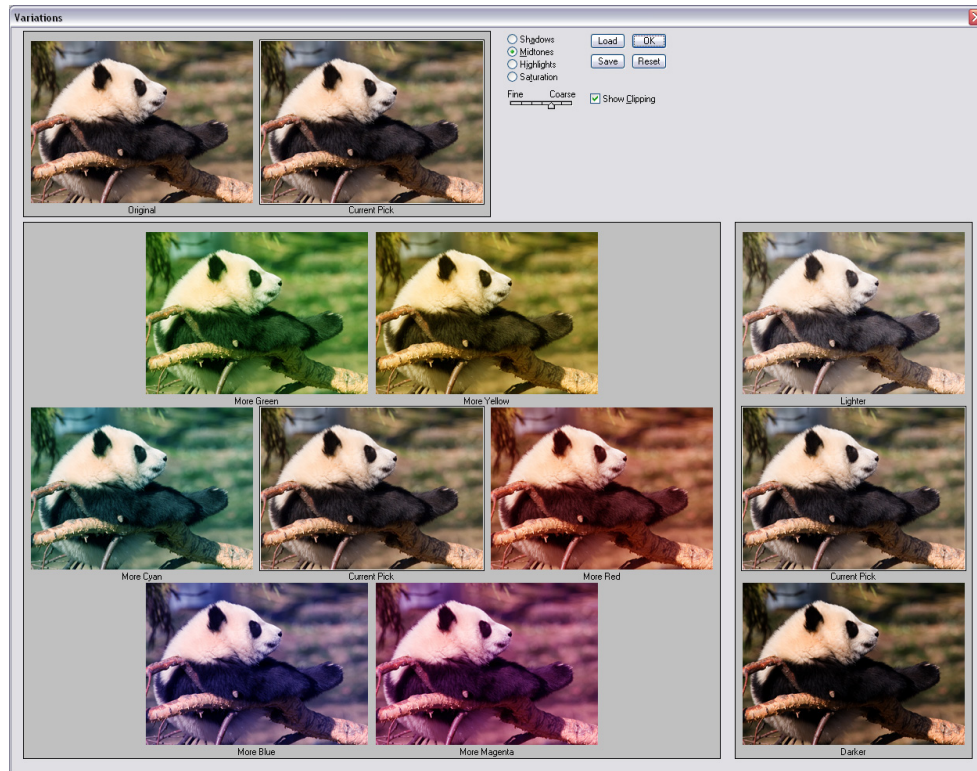 Variations
Original
Current Pick
Shadows
Midtones
Highlights
Saturation
Fine Coarse
Load OK
Save Reset
Show Clipping
More Green More Yellow
More Cyan Current Pick More Red
More Blue More Magenta
Lighter
Current Pick
Darker